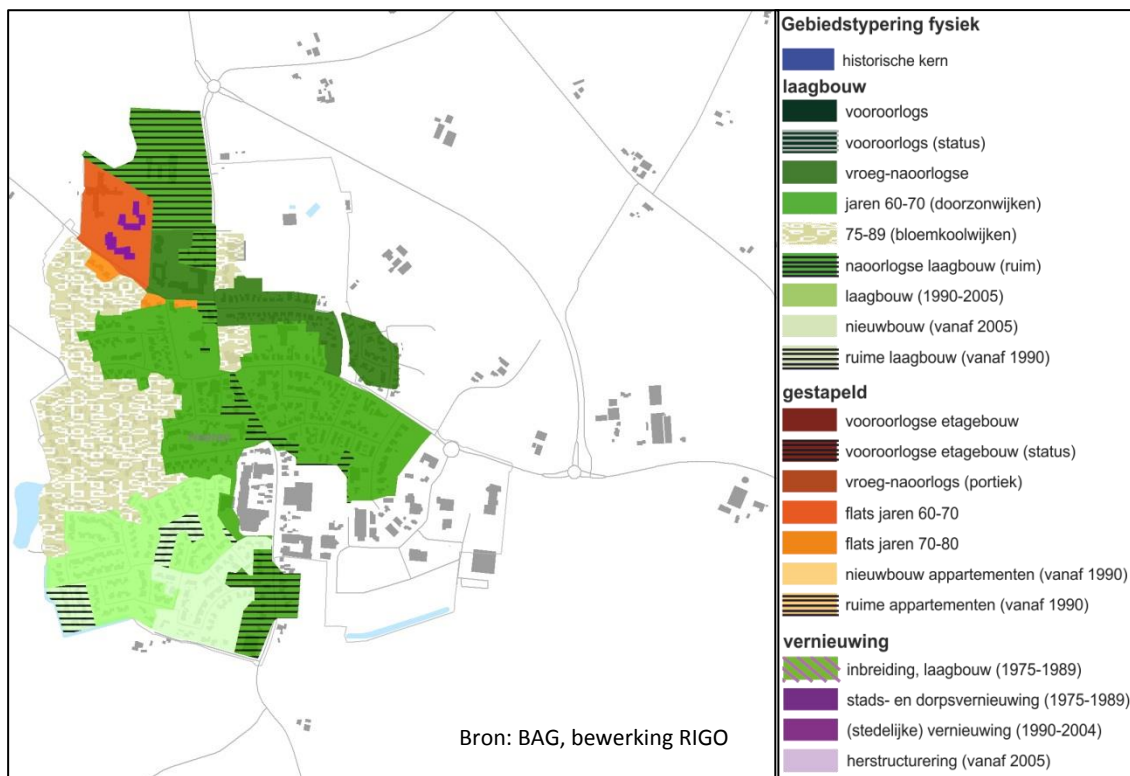 Gebiedstypering fysiek
historische kern
laagbouw
vooroorlogs
vooroorlogs (status)
vroeg-naoorlogse
jaren 60-70 (doorzonwijken)
75-89 (bloemkoolwijken)
naoorlogse laagbouw (ruim)
laagbouw (1990-2005)
nieuwbouw (vanaf 2005)
ruime laagbouw (vanaf 1990)
gestapeld
vooroorlogse etagebouw
vooroorlogse etagebouw (status)
vroeg-naoorlogs (portiek)
flats jaren 60-70
flats jaren 70-80
nieuwbouw appartementen (vanaf 1990)
ruime appartementen (vanaf 1990)
vernieuwing
inbreiding, laagbouw (1975-1989)
stads- en dorpsvernieuwing (1975-1989)
(stedelijke) vernieuwing (1990-2004)
herstructurering (vanaf 2005)
Bron: BAG, bewerking RIGO